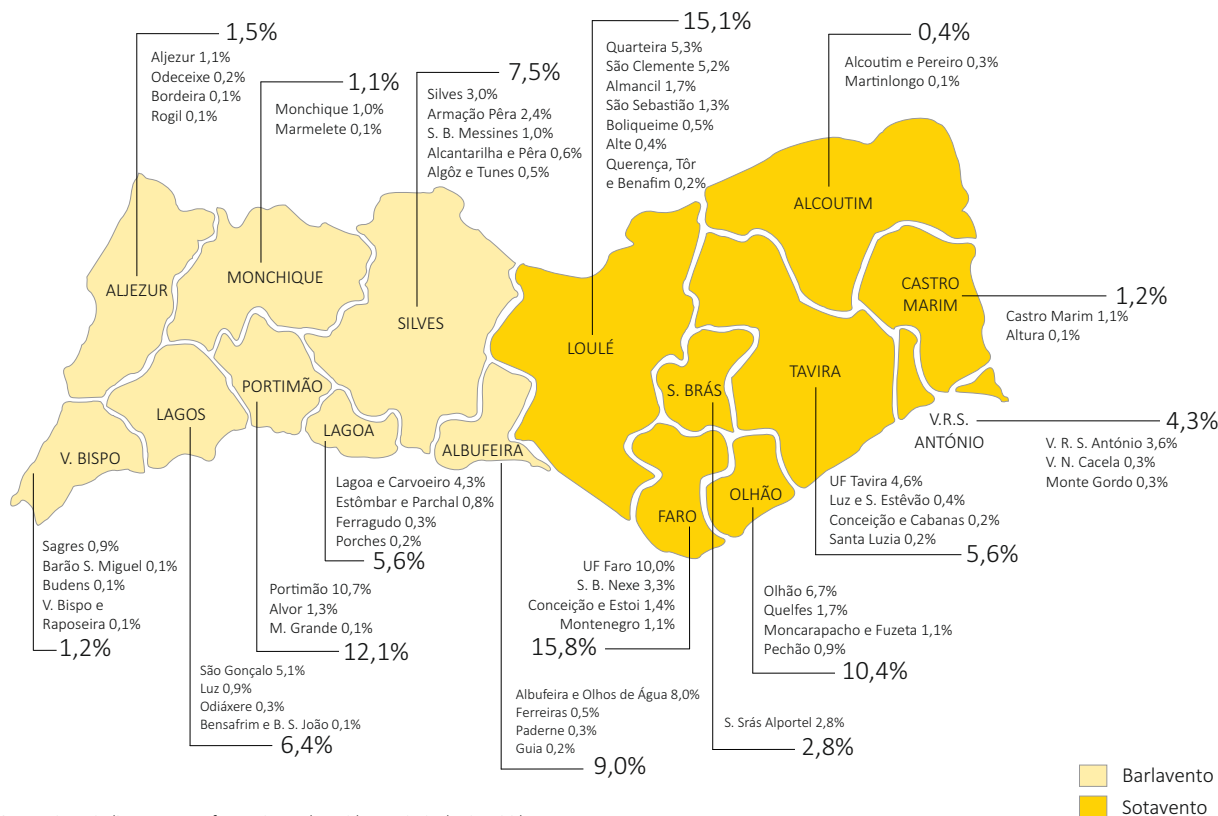 1,5%
Aljezur 1,1%
Odeceixe 0,2%
Bordeira 0,1%
Rogil 0,1%
1,1%
Monchique 1,0%
Marmelete 0,1%
7,5%
Silves 3,0%
Armação Pêra 2,4%
S. B. Messines 1,0%
Alcantarilha e Pêra 0,6%
Algôz e Tunes 0,5%
15,1%
Quarteira 5,3%
São Clemente 5,2%
Almancil 1,7%
São Sebastião 1,3%
Boliqueime 0,5%
Alte 0,4%
Querença, Tôr
e Benafim 0,2%
0,4%
Alcoutim e Pereiro 0,3%
Martinlongo 0,1%
ALJEZUR
MONCHIQUE
SILVES
LOULÉ
ALCOUTIM
CASTRO
MARIM
1,2%
Castro Marim 1,1%
Altura 0,1%
V. BISPO
LAGOS
PORTIMÃO
LAGOA
ALBUFEIRA
S. BRÁS
TAVIRA
FARO
OLHÃO
V.R.S.
ANTÓNIO
4,3%
V. R. S. António 3,6%
V. N. Cacela 0,3%
Monte Gordo 0,3%
Sagres 0,9%
Barão S. Miguel 0,1%
Budens 0,1%
V. Bispo e
Raposeira 0,1%
1,2%
São Gonçalo 5,1%
Luz 0,9%
Odiáxere 0,3%
Bensafrim e B. S. João 0,1%
6,4%
Portimão 10,7%
Alvor 1,3%
M. Grande 0,1%
12,1%
Lagoa e Carvoeiro 4,3%
Estômbar e Parchal 0,8%
Ferragudo 0,3%
Porches 0,2%
5,6%
Albufeira e Olhos de Água 8,0%
Ferreiras 0,5%
Paderne 0,3%
Guia 0,2%
9,0%
UF Faro 10,0%
S. B. Nexe 3,3%
Conceição e Estoi 1,4%
Montenegro 1,1%
15,8%
S. Srás Alportel 2,8%
2,8%
Olhão 6,7%
Quelfes 1,7%
Moncarapacho e Fuzeta 1,1%
Pechão 0,9%
10,4%
UF Tavira 4,6%
Luz e S. Estêvão 0,4%
Conceição e Cabanas 0,2%
Santa Luzia 0,2%
5,6%
Barlavento
Sotavento